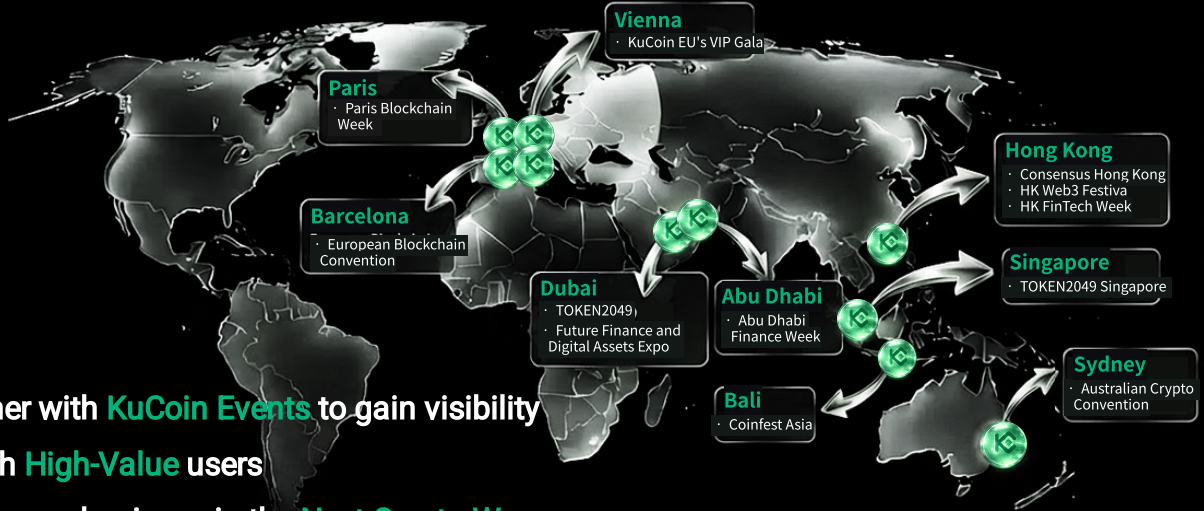 Vienna
· KuCoin EU's VIP Gala
Paris
· Paris Blockchain
Week
Hong Kong
· Consensus Hong Kong
· HK Web3 Festiva
· HK FinTech Week
Barcelona
· European Blockchain
Convention
Singapore
· TOKEN2049 Singapore
Dubai
· TOKEN2049)
· Future Finance and
Digital Assets Expo
Abu Dhabi
· Abu Dhabi
Finance Week
Sydney
· Australian Crypto
Convention
Bali
· Coinfest Asia
ner with KuCoin Events to gain visibility
h High-Value users